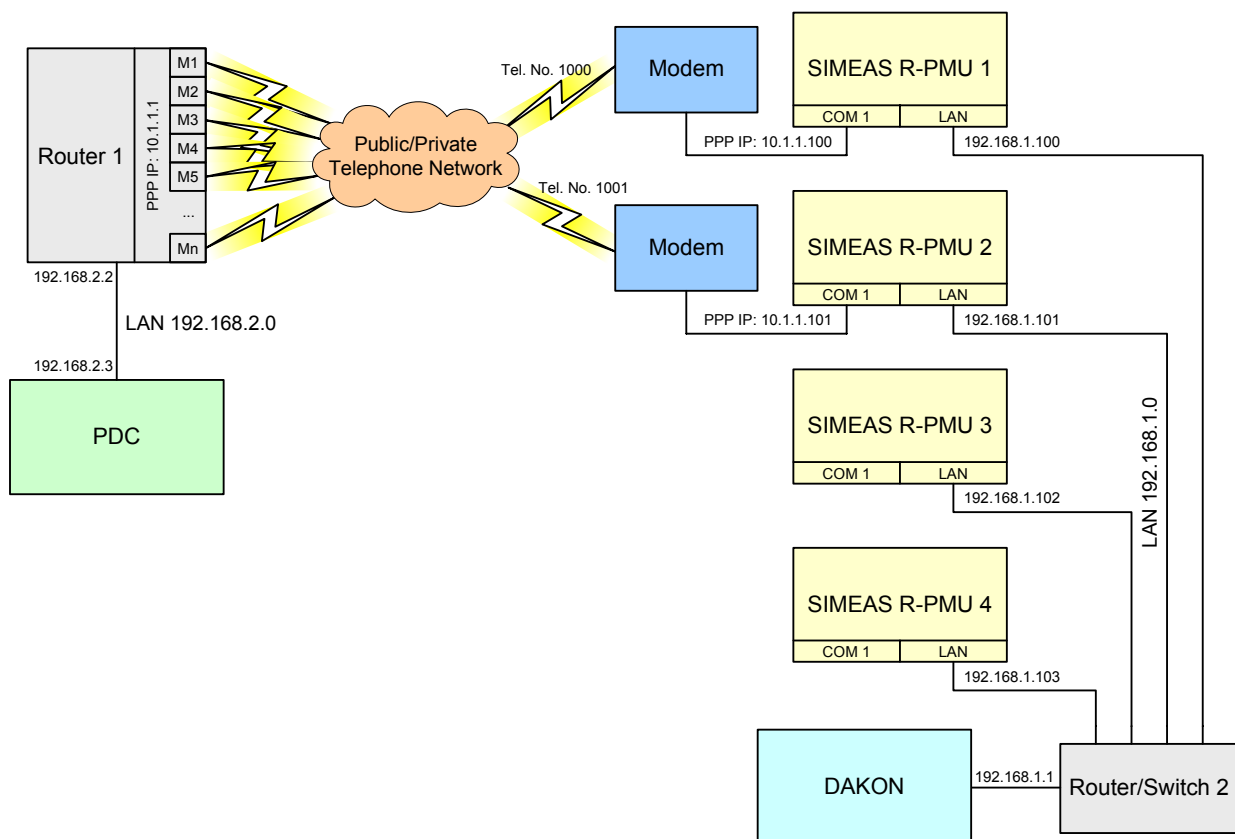 Router 1
PPP IP: 10.1.1.1
M1
M2
M3
M4
M5
...
Mn
Public/Private
Telephone Network
Tel. No. 1000
Modem
PPP IP: 10.1.1.100
SIMEAS R-PMU 1
COM 1
LAN
192.168.1.100
Tel. No. 1001
Modem
PPP IP: 10.1.1.101
SIMEAS R-PMU 2
COM 1
LAN
192.168.1.101
192.168.2.2
LAN 192.168.2.0
192.168.2.3
PDC
SIMEAS R-PMU 3
COM 1
LAN
192.168.1.102
LAN 192.168.1.0
SIMEAS R-PMU 4
COM 1
LAN
192.168.1.103
DAKON
192.168.1.1
Router/Switch 2